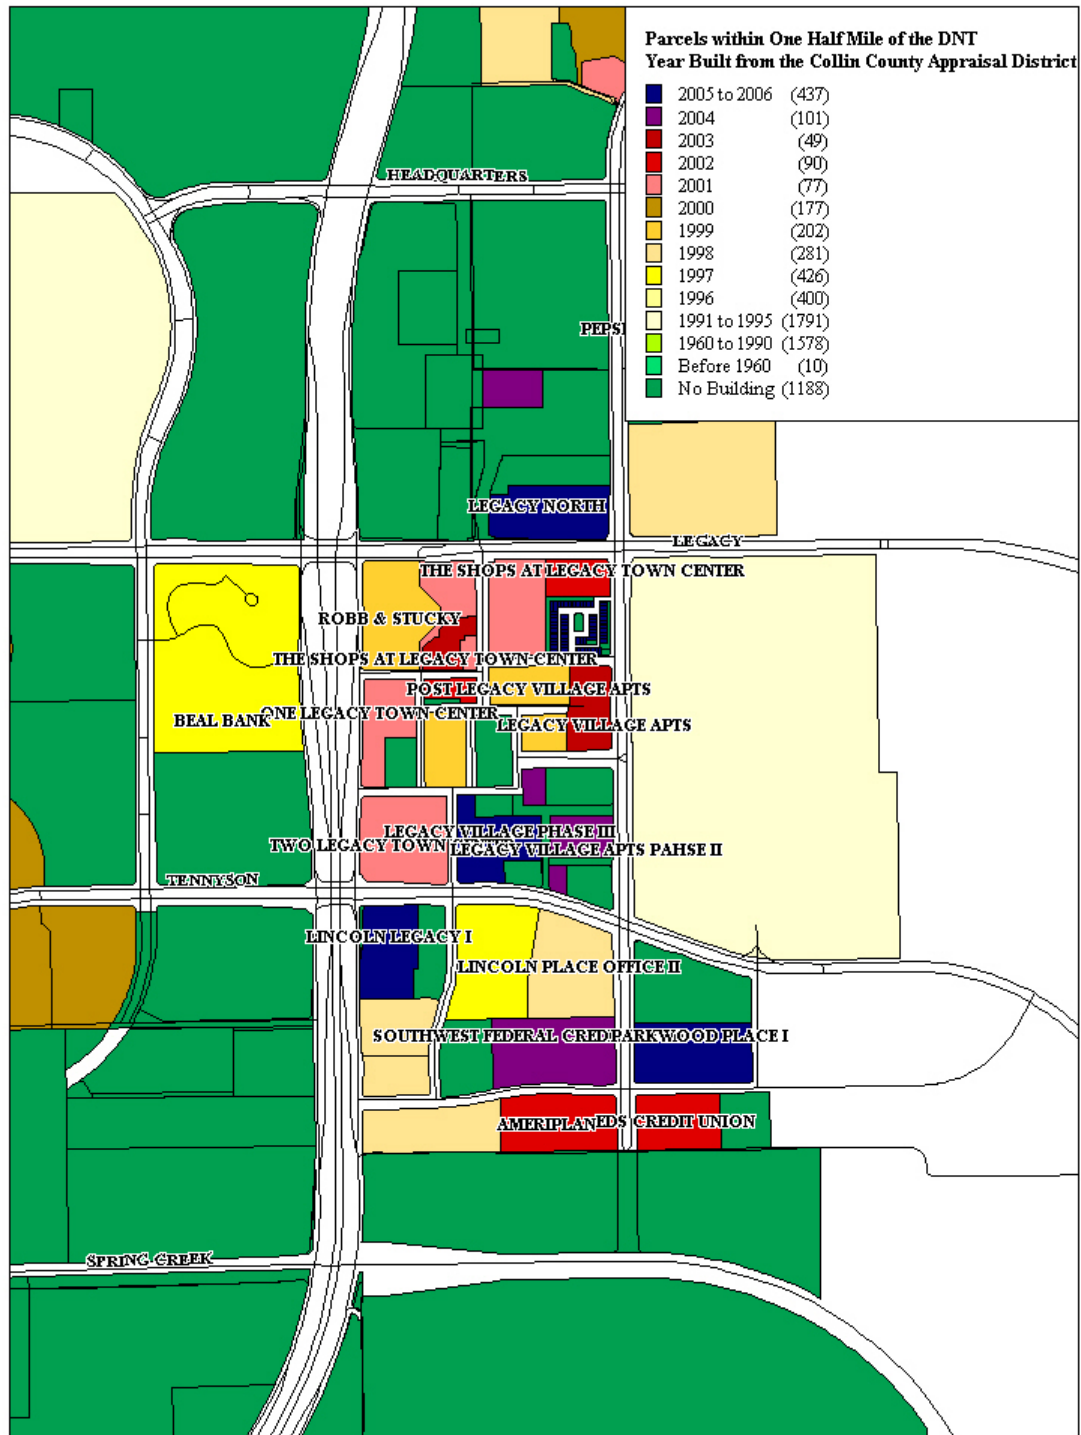 Parcels within One Half Mile of the DNT
Year Built from the Collin County Appraisal District
2005 to 2006 (437)
2004 (101)
2003 (49)
2002 (90)
2001 (77)
2000 (177)
1999 (202)
1998 (281)
1997 (426)
1996 (400)
1991 to 1995 (1791)
1960 to 1990 (1578)
Before 1960 (10)
No Building (1188)
HEADQUARTERS
PEPSI
LEGACY NORTH
LEGACY
THE SHOPS AT LEGACY TOWN CENTER
ROBB & STUCKY
THE SHOPS AT LEGACY TOWN CENTER
POST LEGACY VILLAGE APTS
ONE LEGACY TOWN CENTER
BEAL BANK
LEGACY VILLAGE APTS
LEGACY VILLAGE PHASE III
TWO LEGACY TOWN
LEGACY VILLAGE APTS PAHSE II
TENNYSON
LINCOLN LEGACY I
LINCOLN PLACE OFFICE II
SOUTHWEST FEDERAL CRED
PARKWOOD PLACE I
AMERIPLAN
EDS CREDIT UNION
SPRING CREEK